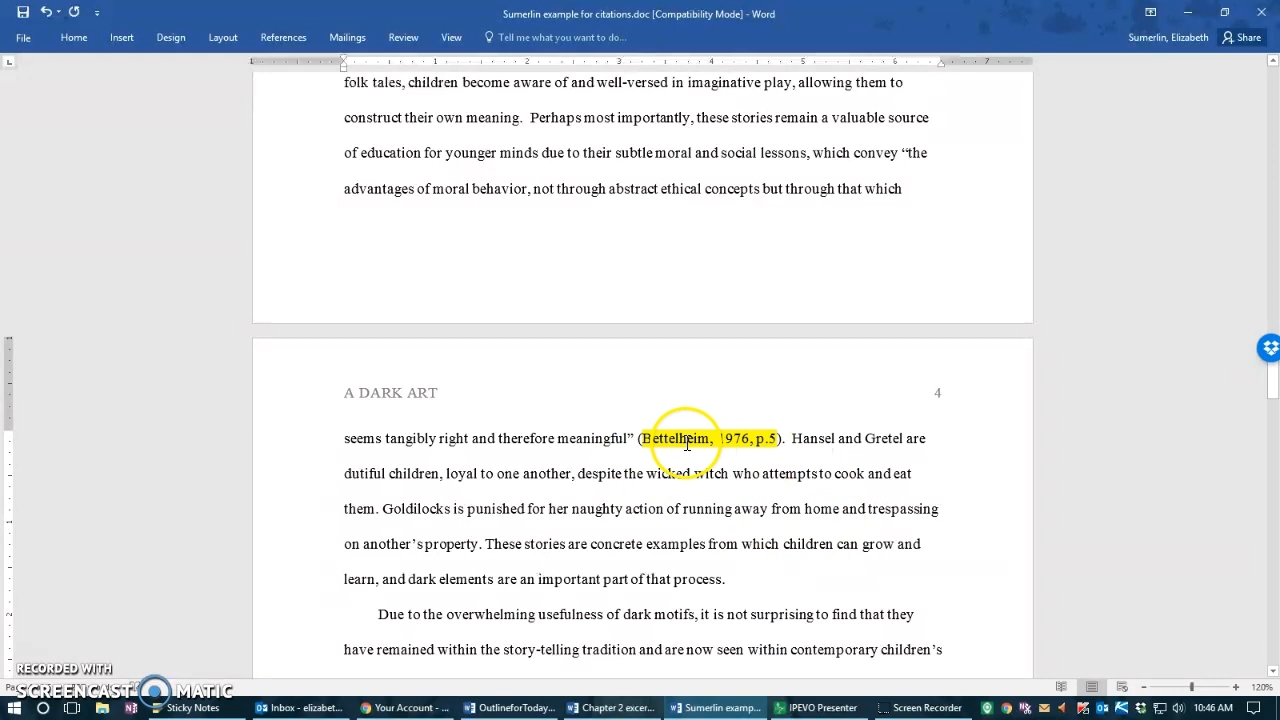 Sumerlin example for citations.doc [Compatibility Mode] - Word
File Home Insert Design Layout References Mailings Review View Tell me what you want to do... Sumerlin, Elizabeth Share
1 1 2 3 4 5 6 7
folk tales, children become aware of and well-versed in imaginative play, allowing them to
construct their own meaning. Perhaps most importantly, these stories remain a valuable source
of education for younger minds due to their subtle moral and social lessons, which convey “the
advantages of moral behavior, not through abstract ethical concepts but through that which
A DARK ART 4
seems tangibly right and therefore meaningful” (Bettelheim, 1976, p.5). Hansel and Gretel are
dutiful children, loyal to one another, despite the wicked witch who attempts to cook and eat
them. Goldilocks is punished for her naughty action of running away from home and trespassing
on another’s property. These stories are concrete examples from which children can grow and
learn, and dark elements are an important part of that process.
Due to the overwhelming usefulness of dark motifs, it is not surprising to find that they
have remained within the story-telling tradition and are now seen within contemporary children’s
RECORDED WITH
SCREENCAST MATIC
120%
Sticky Notes Inbox - elizabet... Your Account - ... OutlineforToday... Chapter 2 excer... Sumerlin examp... IPEVO Presenter Screen Recorder 10:46 AM